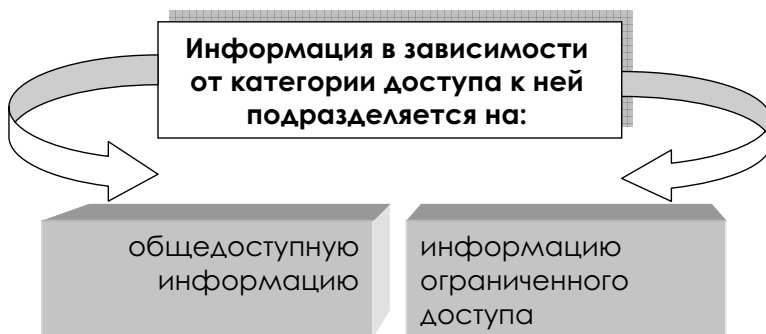 Информация в зависимости
от категории доступа к ней
подразделяется на:
общедоступную
информацию
информацию
ограниченного
доступа